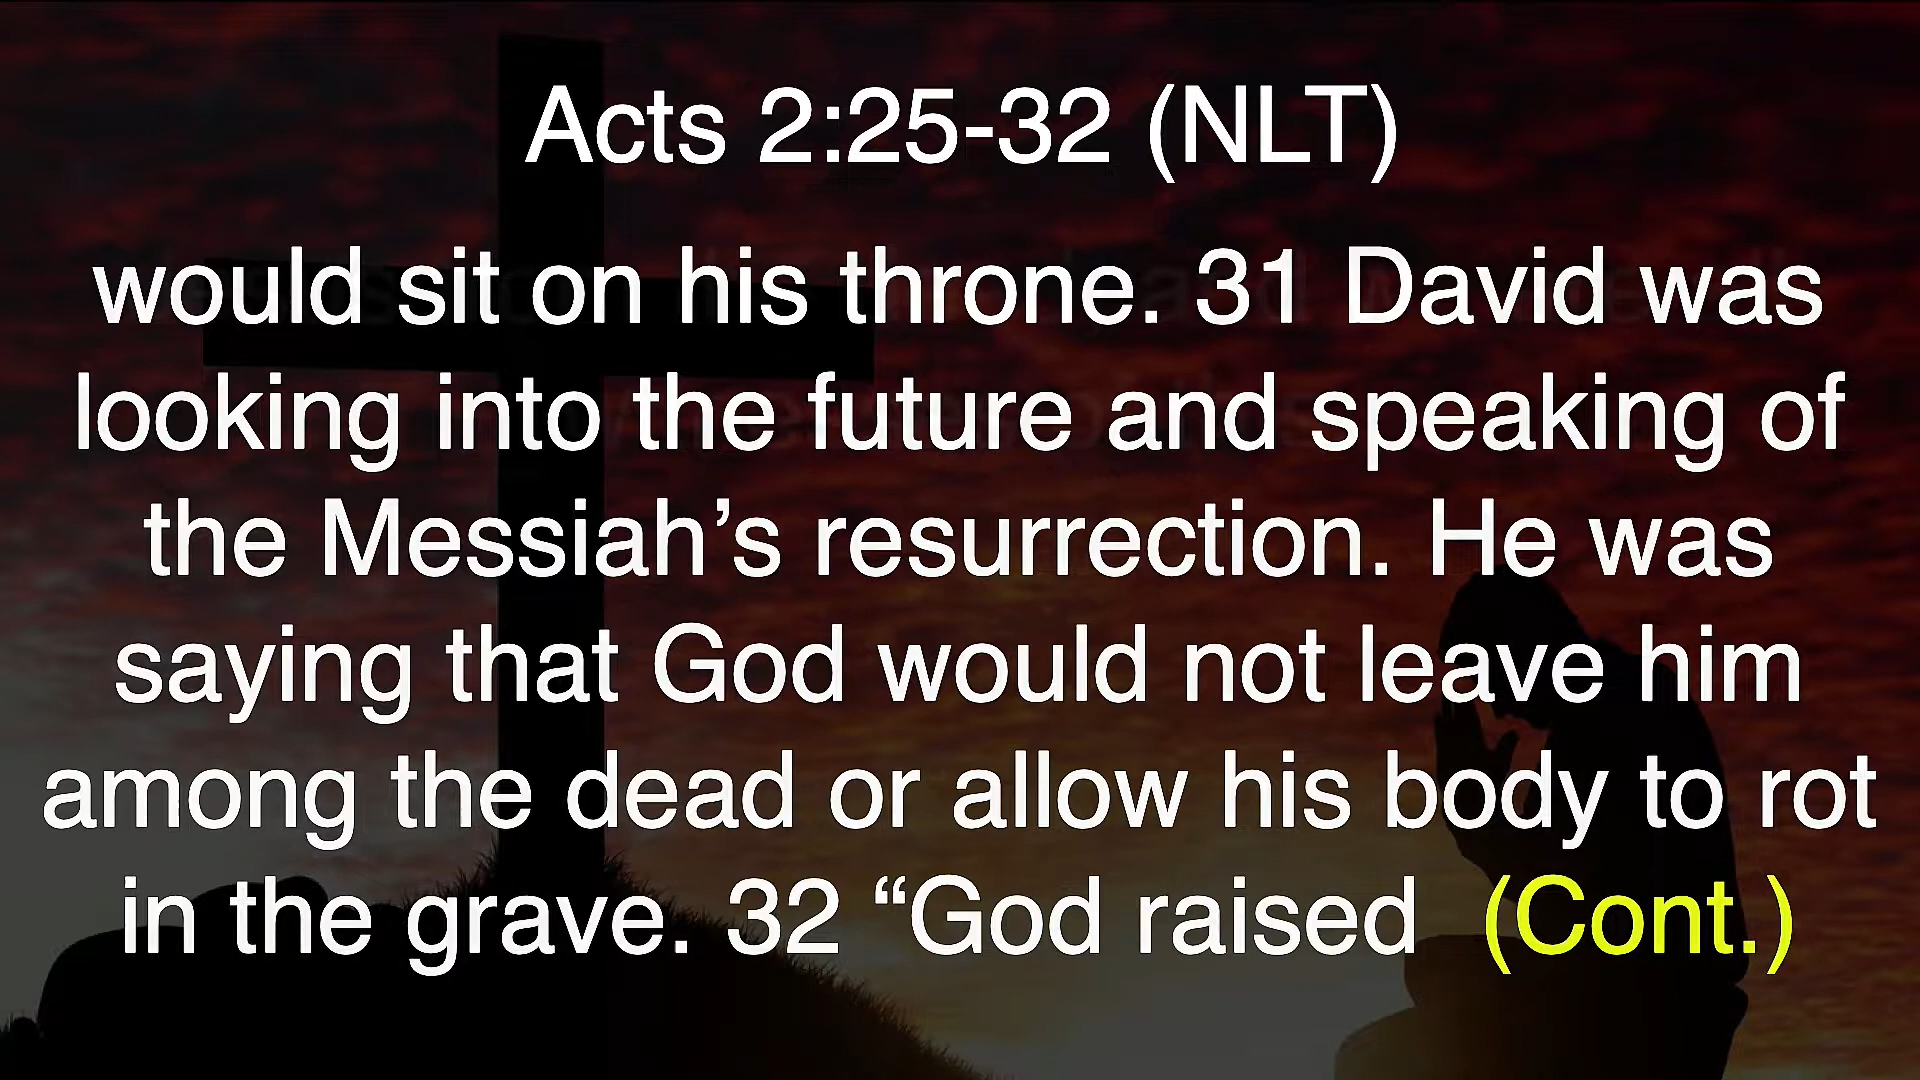 Acts 2:25-32 (NLT)
would sit on his throne. 31 David was
looking into the future and speaking of
the Messiah’s resurrection. He was
saying that God would not leave him
among the dead or allow his body to rot
in the grave. 32 “God raised (Cont.)